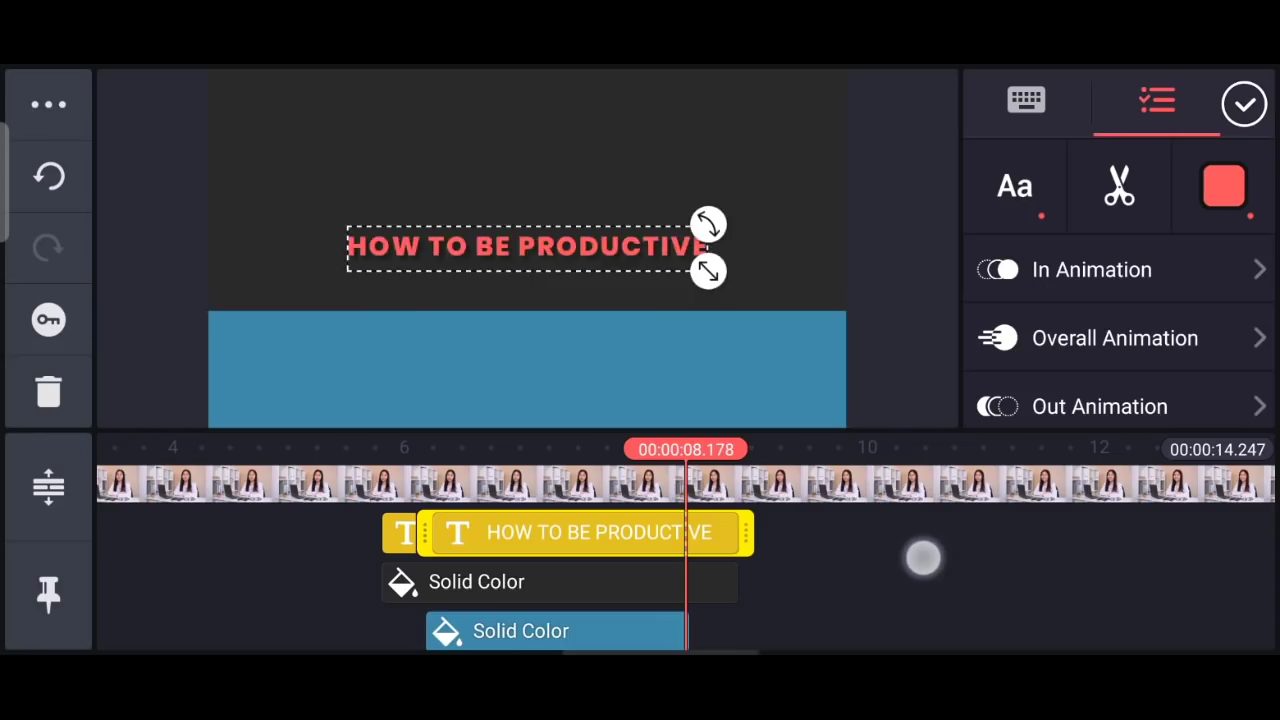 HOW TO BE PRODUCTIVE
Aa
In Animation
Overall Animation
Out Animation
4
6
00:00:08.178
10
12
00:00:14.247
T
T HOW TO BE PRODUCTIVE
Solid Color
Solid Color